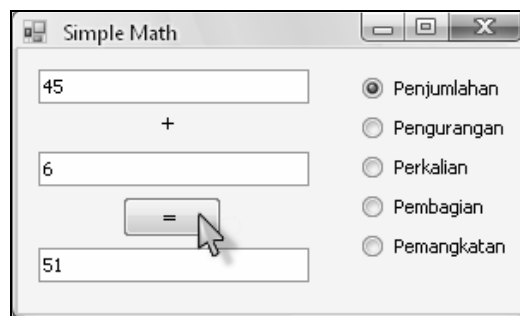 Simple Math
45
+
6
=
51
Penjumlahan
Pengurangan
Perkalian
Pembagian
Pemangkatan